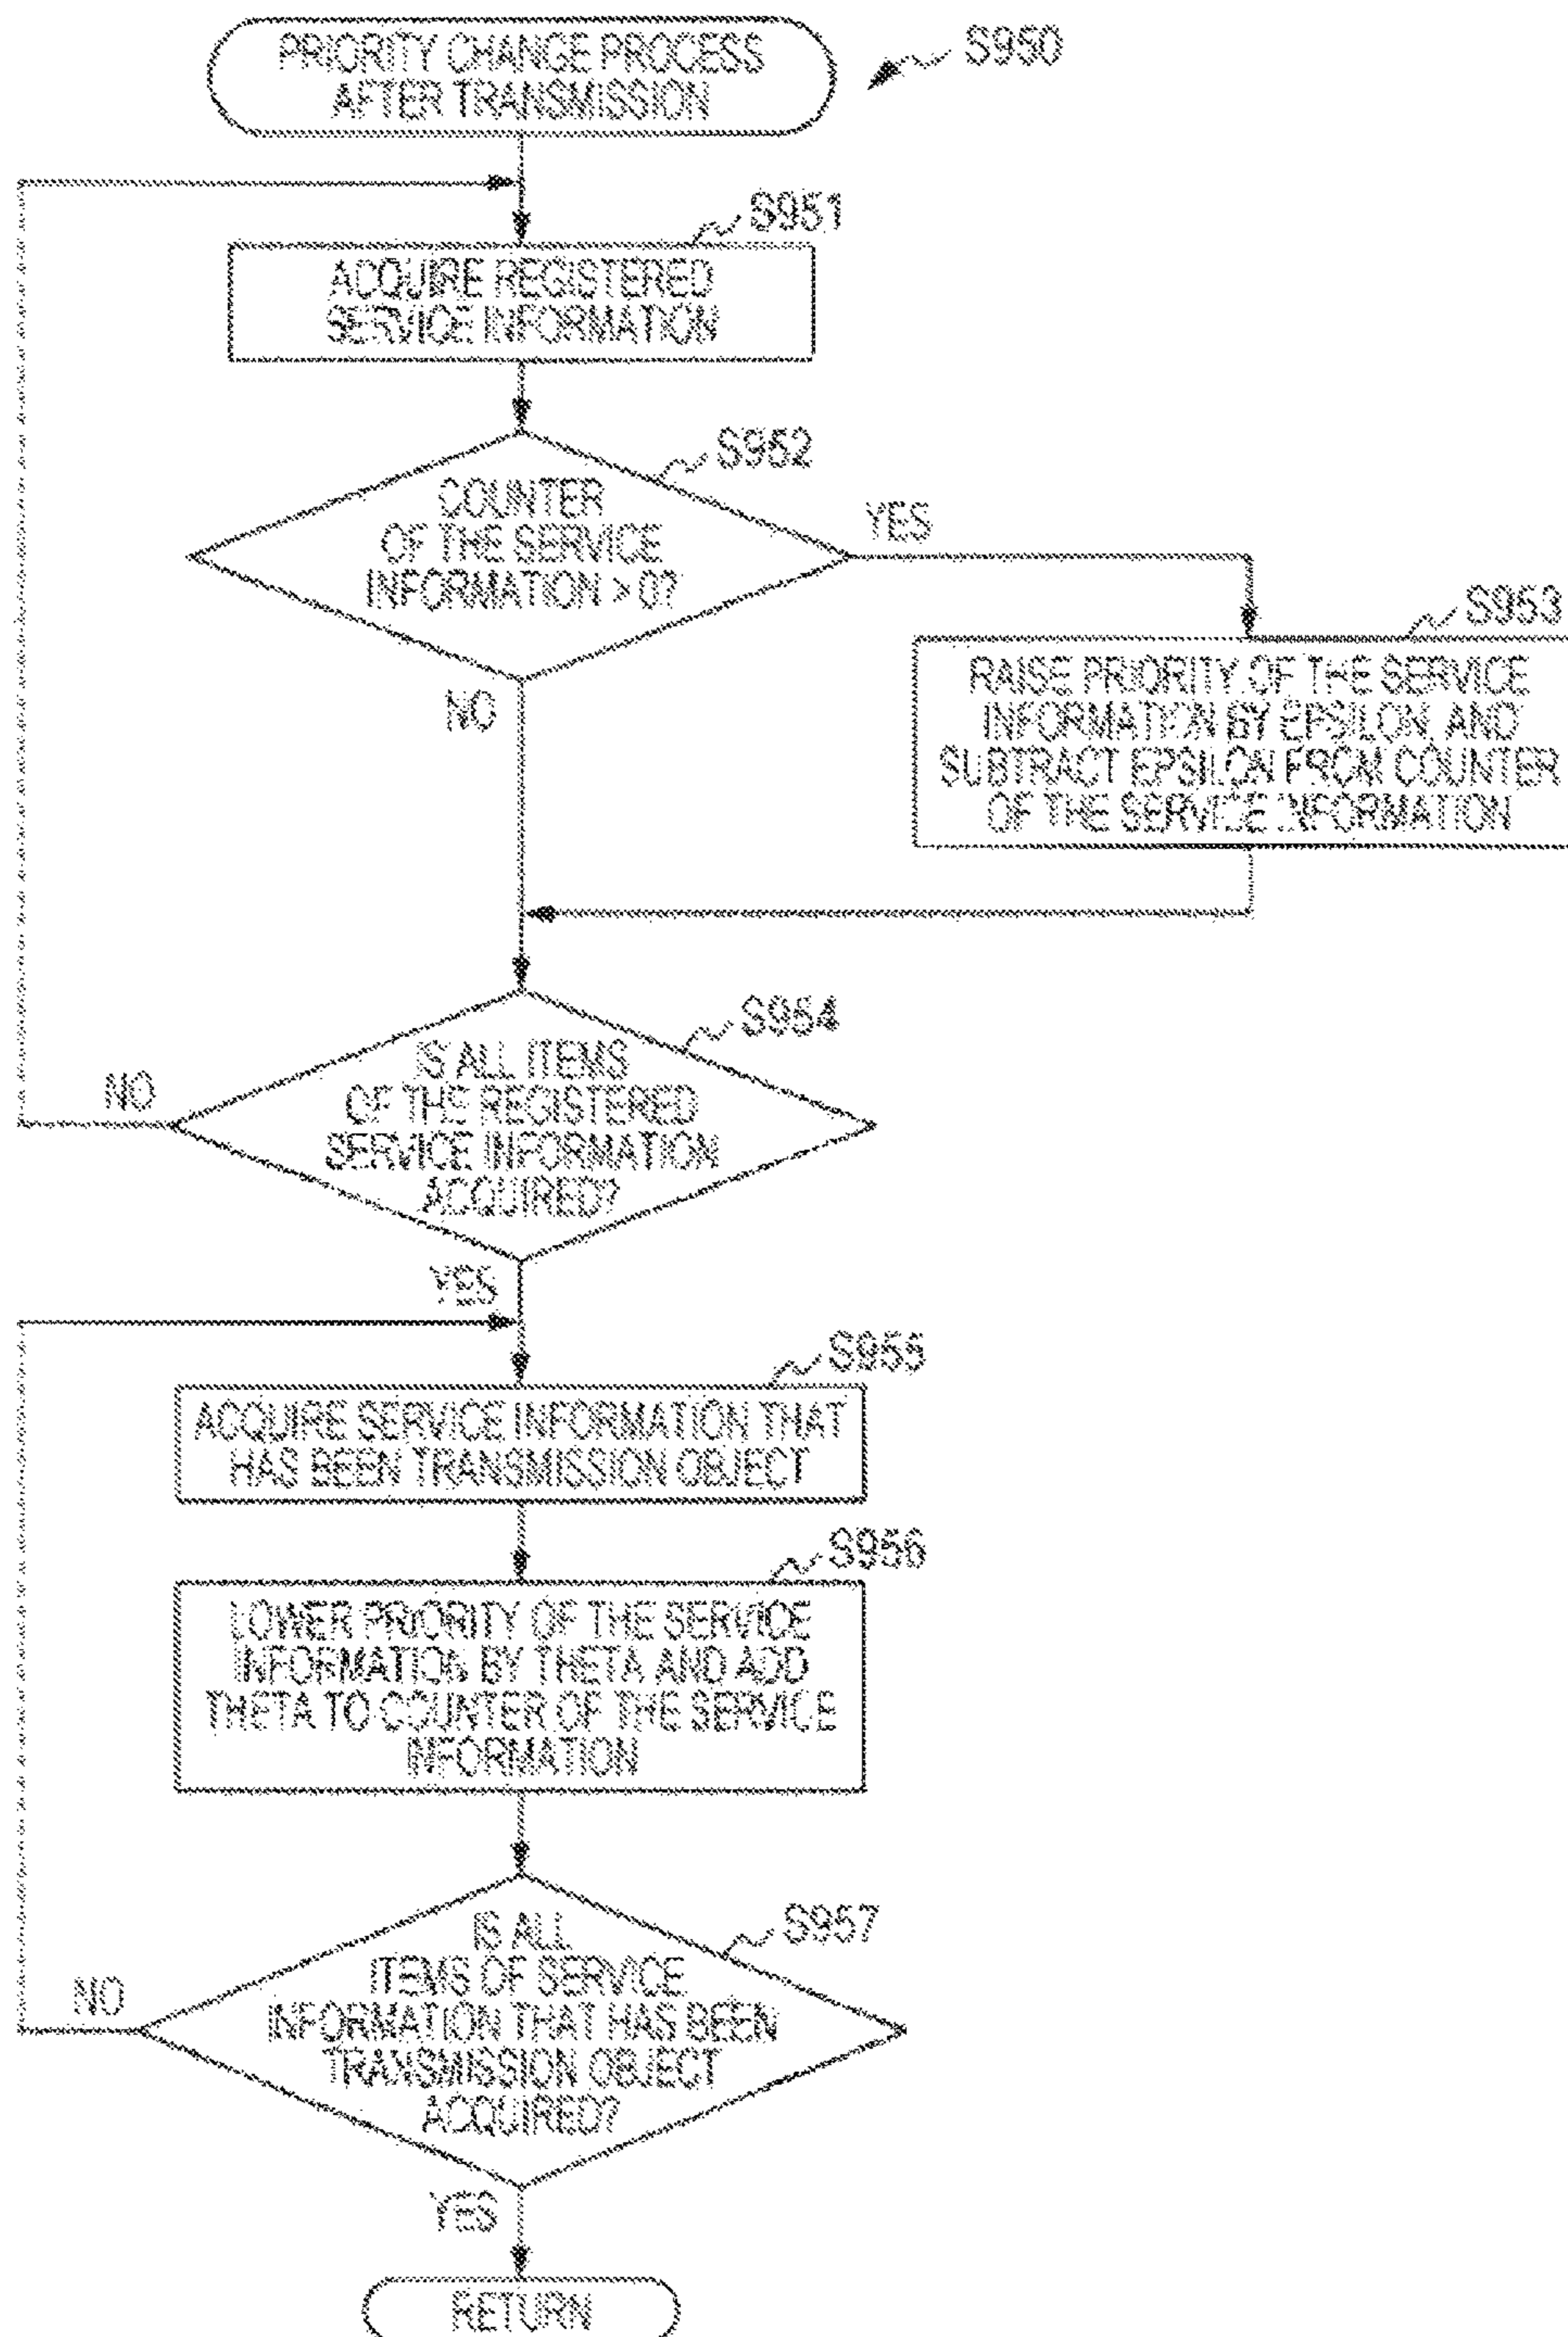 PRIORITY CHANGE PROCESS
AFTER TRANSMISSION
S950
S951
ACQUIRE REGISTERED
SERVICE INFORMATION
S952
COUNTER
OF THE SERVICE
INFORMATION > 0?
YES
NO
S953
RAISE PRIORITY OF THE SERVICE
INFORMATION BY EPSILON, AND
SUBTRACT EPSILON FROM COUNTER
OF THE SERVICE INFORMATION
S954
IS ALL ITEMS
OF THE REGISTERED
SERVICE INFORMATION
ACQUIRED?
NO
YES
S955
ACQUIRE SERVICE INFORMATION THAT
HAS BEEN TRANSMISSION OBJECT
S956
LOWER PRIORITY OF THE SERVICE
INFORMATION BY THETA AND ADD
THETA TO COUNTER OF THE SERVICE
INFORMATION
S957
IS ALL
ITEMS OF SERVICE
INFORMATION THAT HAS BEEN
TRANSMISSION OBJECT
ACQUIRED?
NO
YES
RETURN